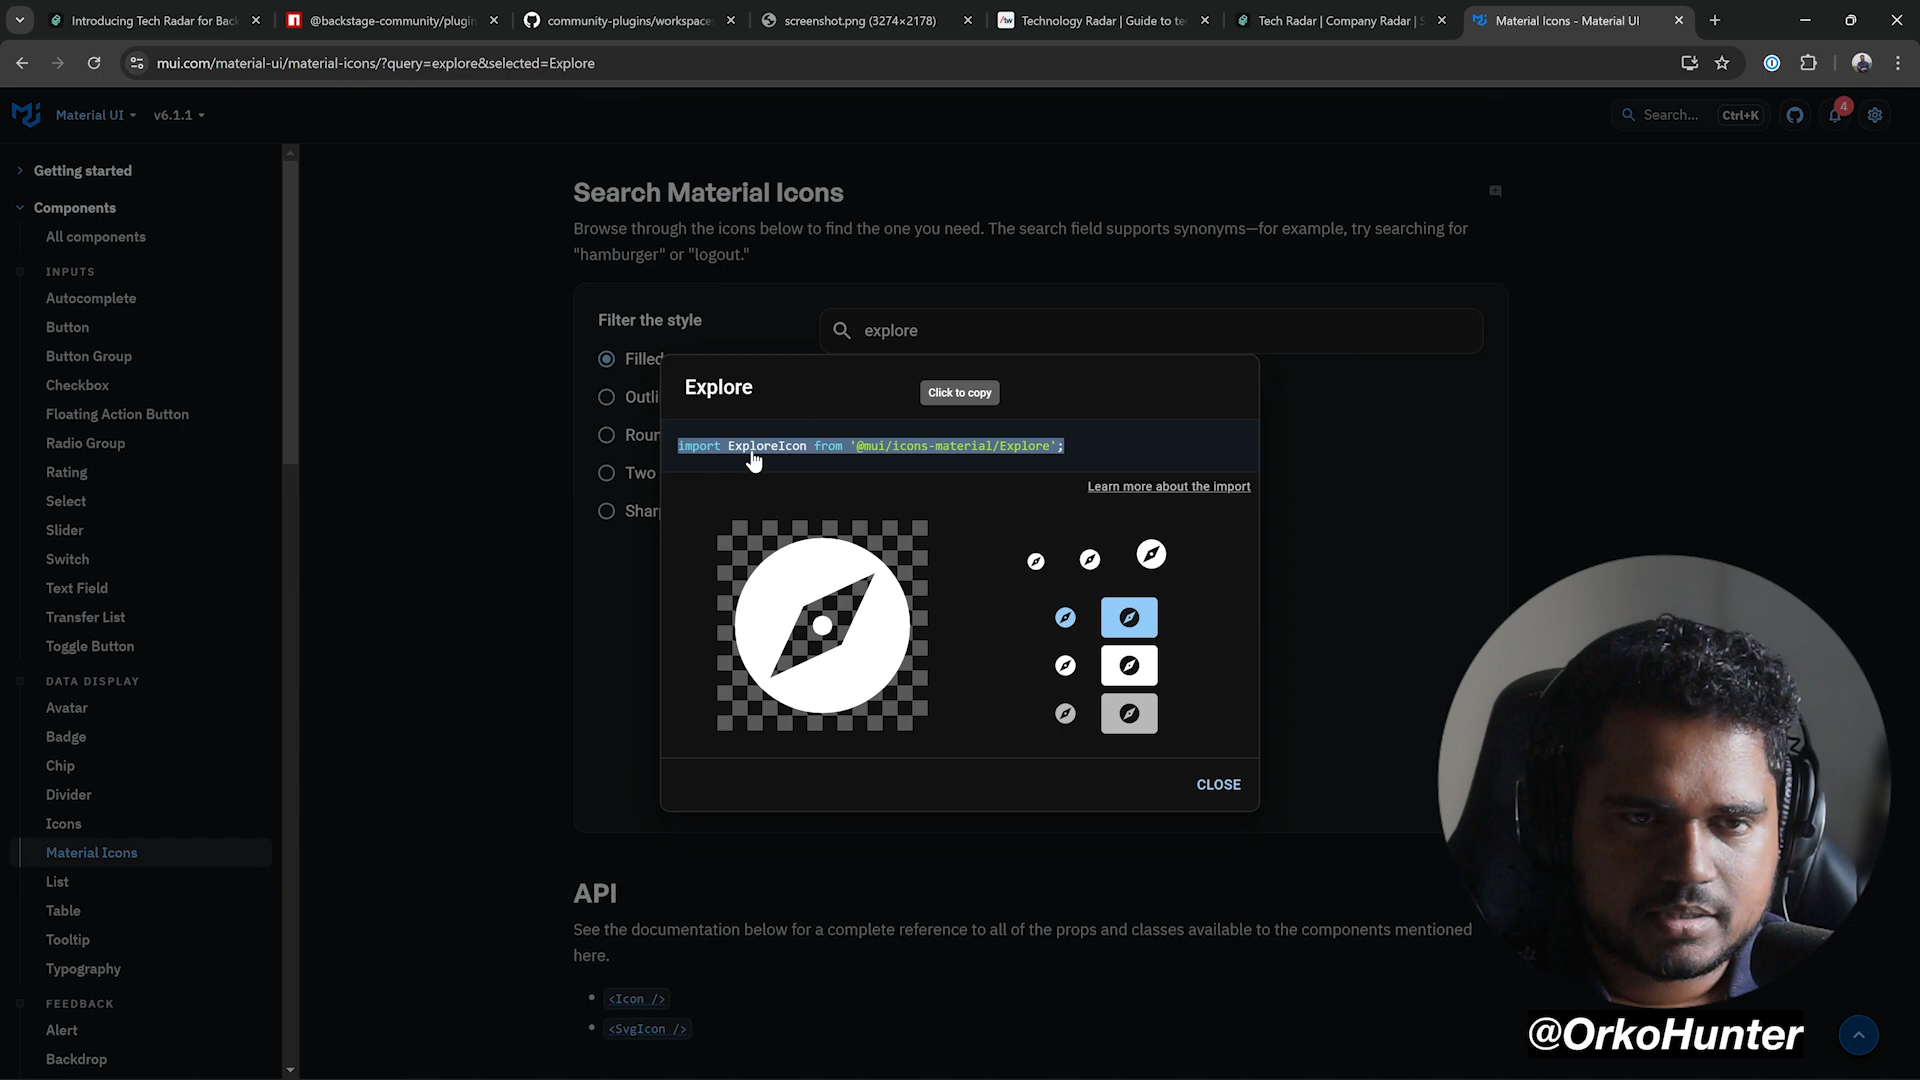 Introducing Tech Radar for Back
@backstage-community/plugin
community-plugins/workspace
screenshot.png (3274×2178)
/tw
Technology Radar | Guide to te
Tech Radar | Company Radar | S
Material Icons - Material UI
mui.com/material-ui/material-icons/?query=explore&selected=Explore
Material UI
v6.1.1
Search...
Ctrl+K
4
Getting started
Components
All components
INPUTS
Autocomplete
Button
Button Group
Checkbox
Floating Action Button
Radio Group
Rating
Select
Slider
Switch
Text Field
Transfer List
Toggle Button
DATA DISPLAY
Avatar
Badge
Chip
Divider
Icons
Material Icons
List
Table
Tooltip
Typography
FEEDBACK
Alert
Backdrop
Search Material Icons
Browse through the icons below to find the one you need. The search field supports synonyms—for example, try searching for
"hamburger" or "logout."
Filter the style
explore
Filled
Outli
Roun
Two
Shar
Explore
Click to copy
import ExploreIcon from '@mui/icons-material/Explore';
Learn more about the import
CLOSE
API
See the documentation below for a complete reference to all of the props and classes available to the components mentioned
here.
<Icon />
<SvgIcon />
@OrkoHunter